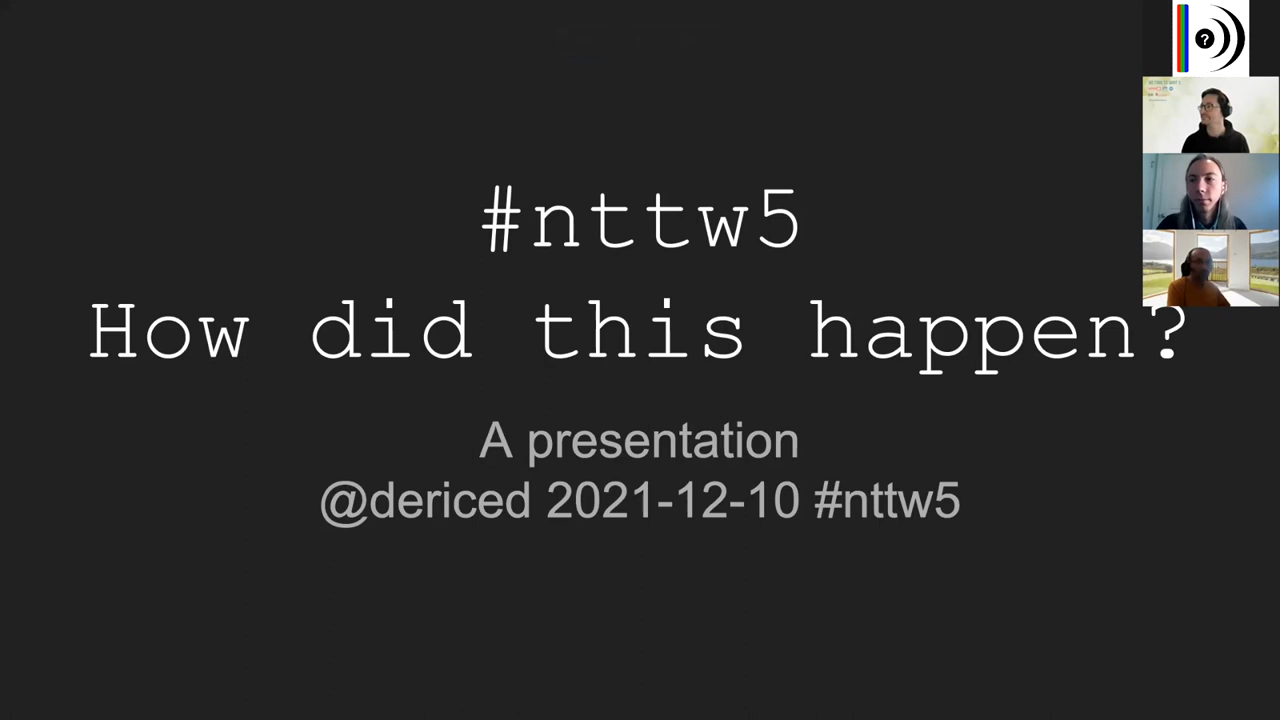 #nttw5
How did this happen?
A presentation
@dericed 2021-12-10 #nttw5
?